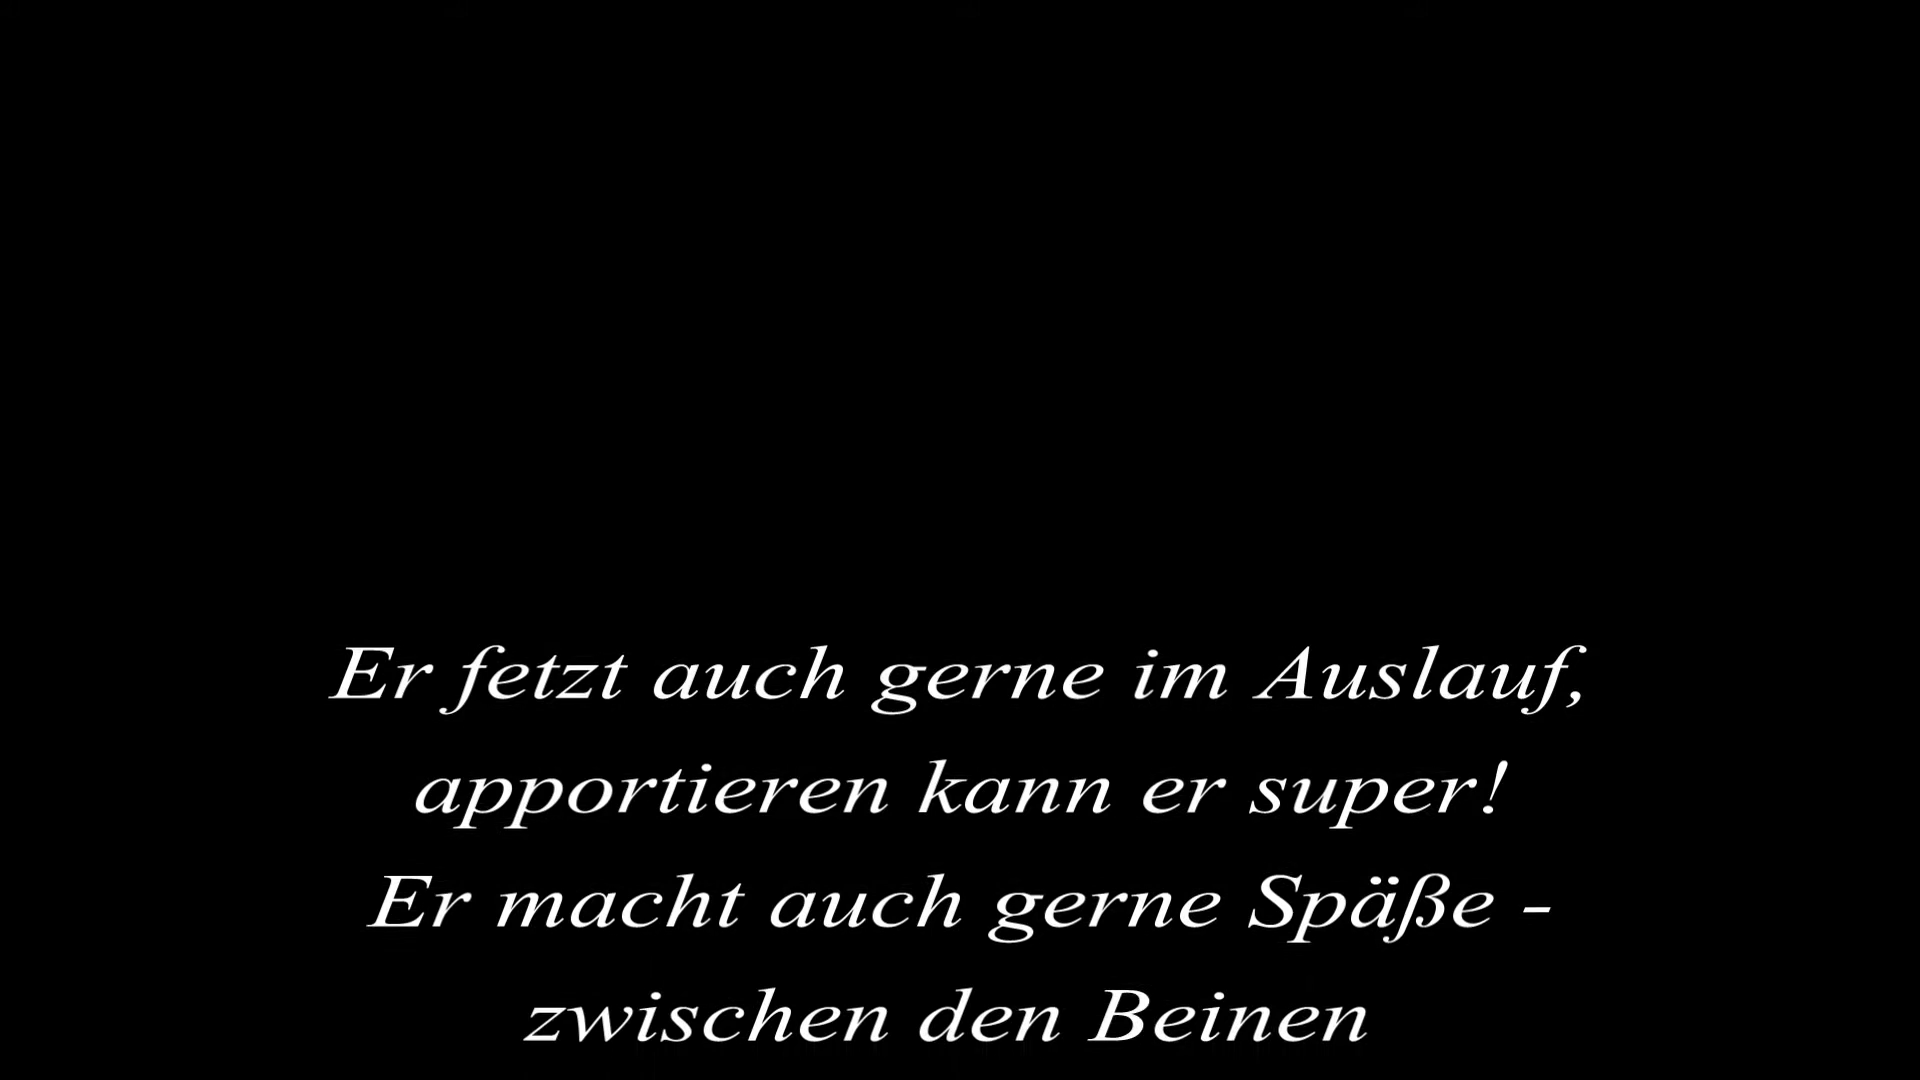 Er fetzt auch gerne im Auslauf,
apportieren kann er super!
Er macht auch gerne Späße -
zwischen den Beinen